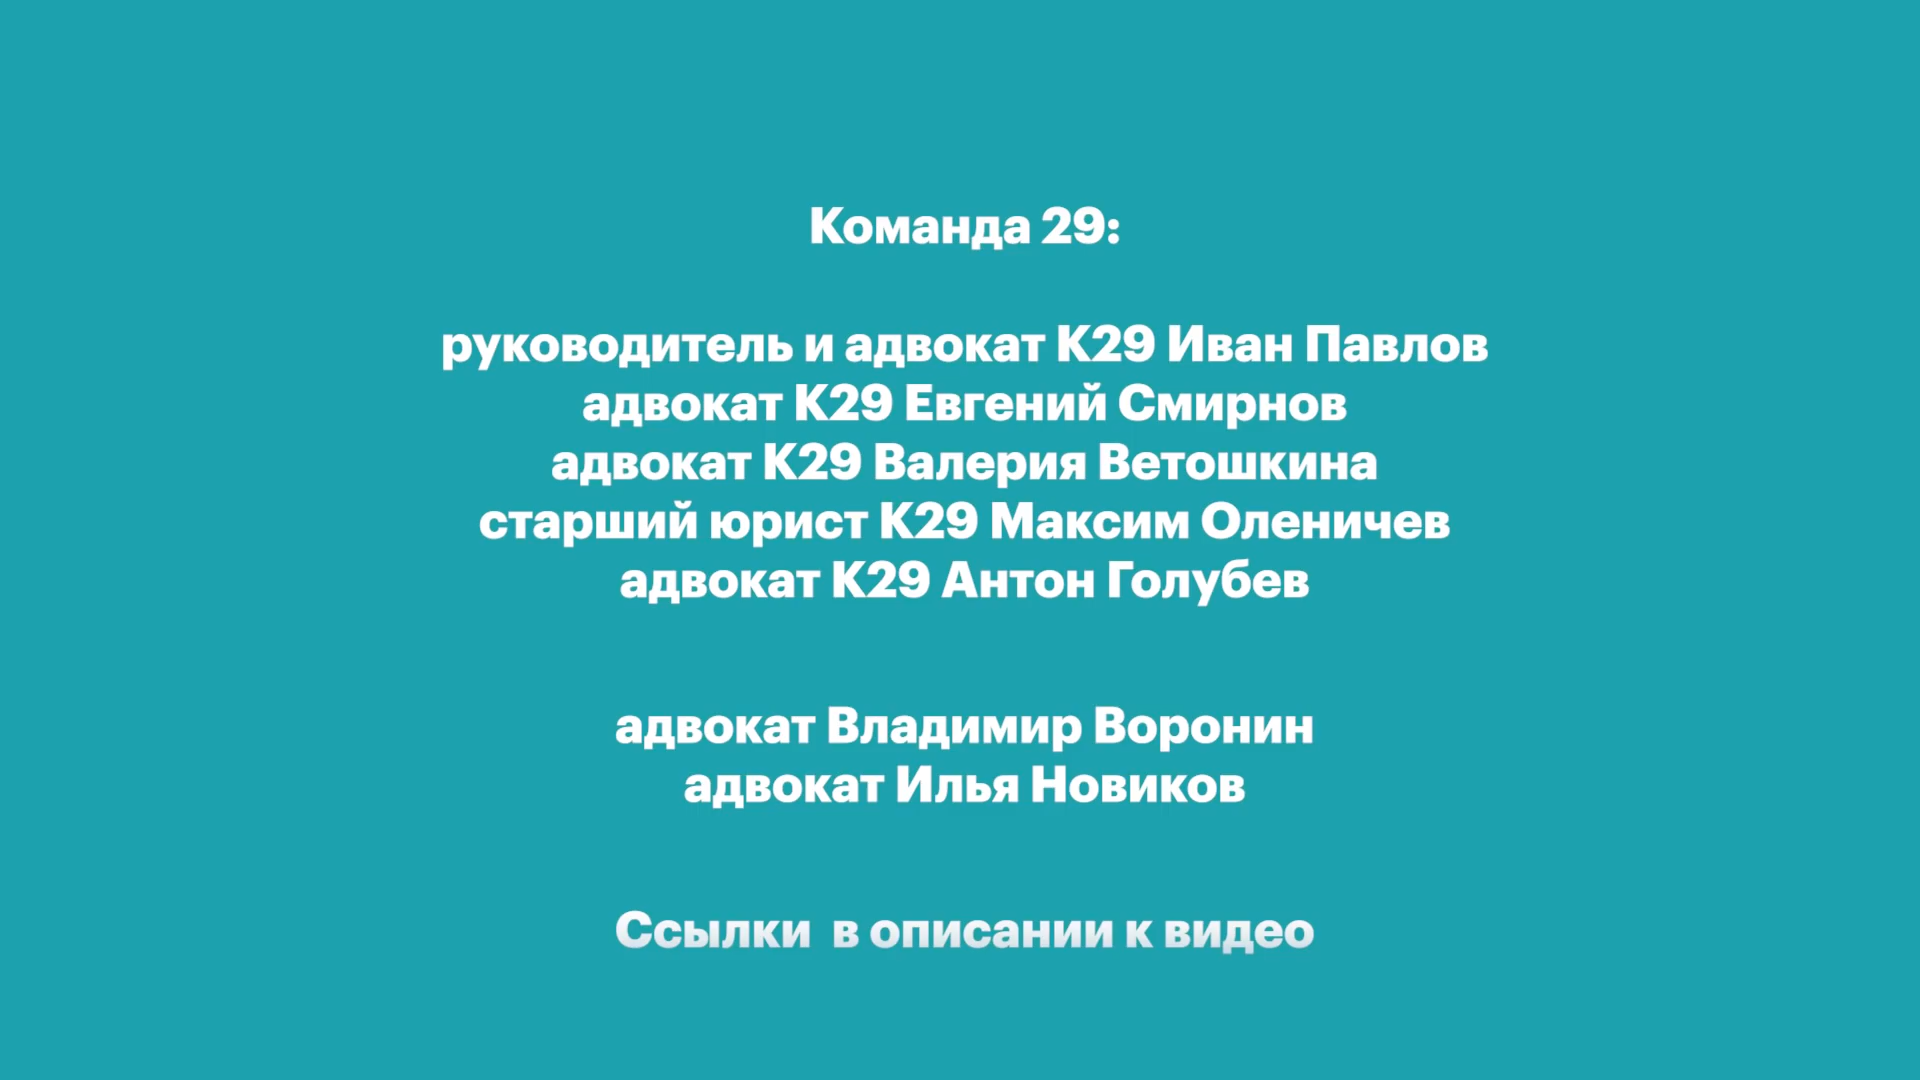 Команда 29:
руководитель и адвокат К29 Иван Павлов
адвокат К29 Евгений Смирнов
адвокат К29 Валерия Ветошкина
старший юрист К29 Максим Оленичев
адвокат К29 Антон Голубев
адвокат Владимир Воронин
адвокат Илья Новиков
Ссылки в описании к видео